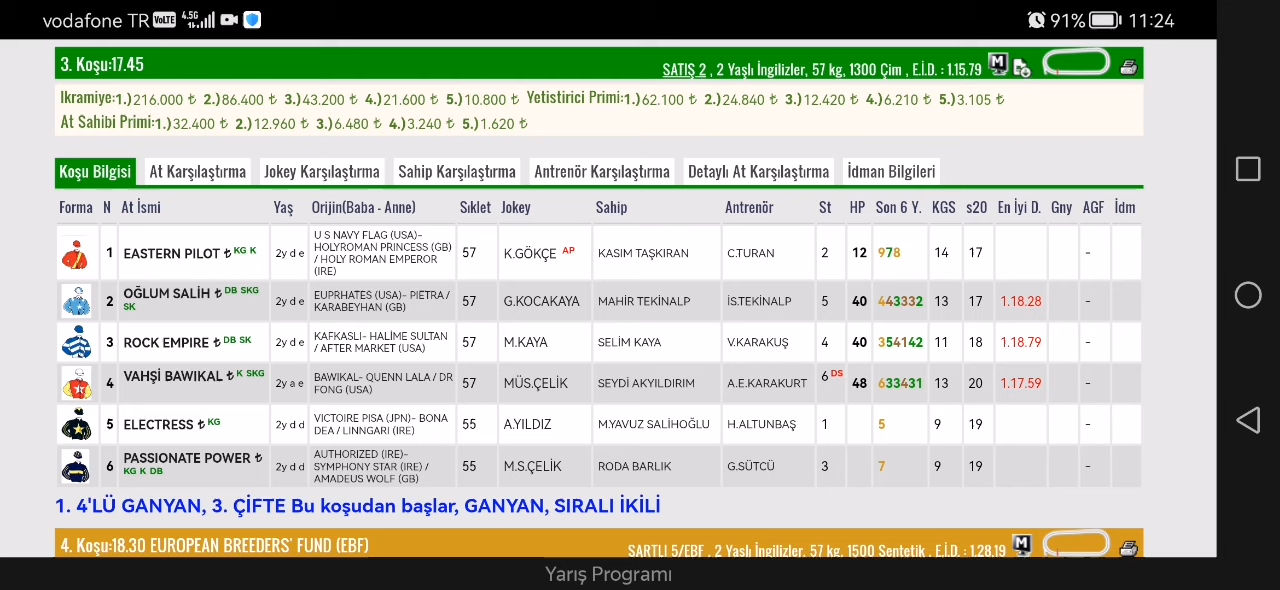 vodafone TR VoLTE 4.5G 91% 11:24
3. Koşu:17.45 SATIŞ 2 , 2 Yaşlı İngilizler, 57 kg, 1300 Çim , E.İ.D. : 1.15.79 M
Ikramiye:1.)216.000 ₺ 2.)86.400 ₺ 3.)43.200 ₺ 4.)21.600 ₺ 5.)10.800 ₺ Yetistirici Primi:1.)62.100 ₺ 2.)24.840 ₺ 3.)12.420 ₺ 4.)6.210 ₺ 5.)3.105 ₺
At Sahibi Primi:1.)32.400 ₺ 2.)12.960 ₺ 3.)6.480 ₺ 4.)3.240 ₺ 5.)1.620 ₺
Koşu Bilgisi At Karşılaştırma Jokey Karşılaştırma Sahip Karşılaştırma Antrenör Karşılaştırma Detaylı At Karşılaştırma İdman Bilgileri
Forma N At İsmi Yaş Orijin(Baba - Anne) Sıklet Jokey Sahip Antrenör St HP Son 6 Y. KGS s20 En İyi D. Gny AGF İdm
1 EASTERN PILOT ₺ KG K 2y d e U S NAVY FLAG (USA)- HOLYROMAN PRINCESS (GB) / HOLY ROMAN EMPEROR (IRE) 57 K.GÖKÇE AP KASIM TAŞKIRAN C.TURAN 2 12 978 14 17 -
2 OĞLUM SALİH ₺ DB SKG SK 2y d e EUPRHATES (USA)- PIETRA / KARABEYHAN (GB) 57 G.KOCAKAYA MAHİR TEKİNALP İS.TEKİNALP 5 40 443332 13 17 1.18.28 -
3 ROCK EMPIRE ₺ DB SK 2y d e KAFKASLI- HALİME SULTAN / AFTER MARKET (USA) 57 M.KAYA SELİM KAYA V.KARAKUŞ 4 40 354142 11 18 1.18.79 -
4 VAHŞİ BAWIKAL ₺ K SKG 2y a e BAWIKAL- QUENN LALA / DR FONG (USA) 57 MÜS.ÇELİK SEYDİ AKYILDIRIM A.E.KARAKURT 6 DS 48 633431 13 20 1.17.59 -
5 ELECTRESS ₺ KG 2y d d VICTOIRE PISA (JPN)- BONA DEA / LINNGARI (IRE) 55 A.YILDIZ M.YAVUZ SALİHOĞLU H.ALTUNBAŞ 1 5 9 19 -
6 PASSIONATE POWER ₺ KG K DB 2y d d AUTHORIZED (IRE)- SYMPHONY STAR (IRE) / AMADEUS WOLF (GB) 55 M.S.ÇELİK RODA BARLIK G.SÜTCÜ 3 7 9 19 -
1. 4'LÜ GANYAN, 3. ÇİFTE Bu koşudan başlar, GANYAN, SIRALI İKİLİ
4. Koşu:18.30 EUROPEAN BREEDERS' FUND (EBF) ŞARTLI 5/EBF , 2 Yaşlı İngilizler, 57 kg, 1500 Sentetik , E.İ.D. : 1.28.19 M
Yarış Programı